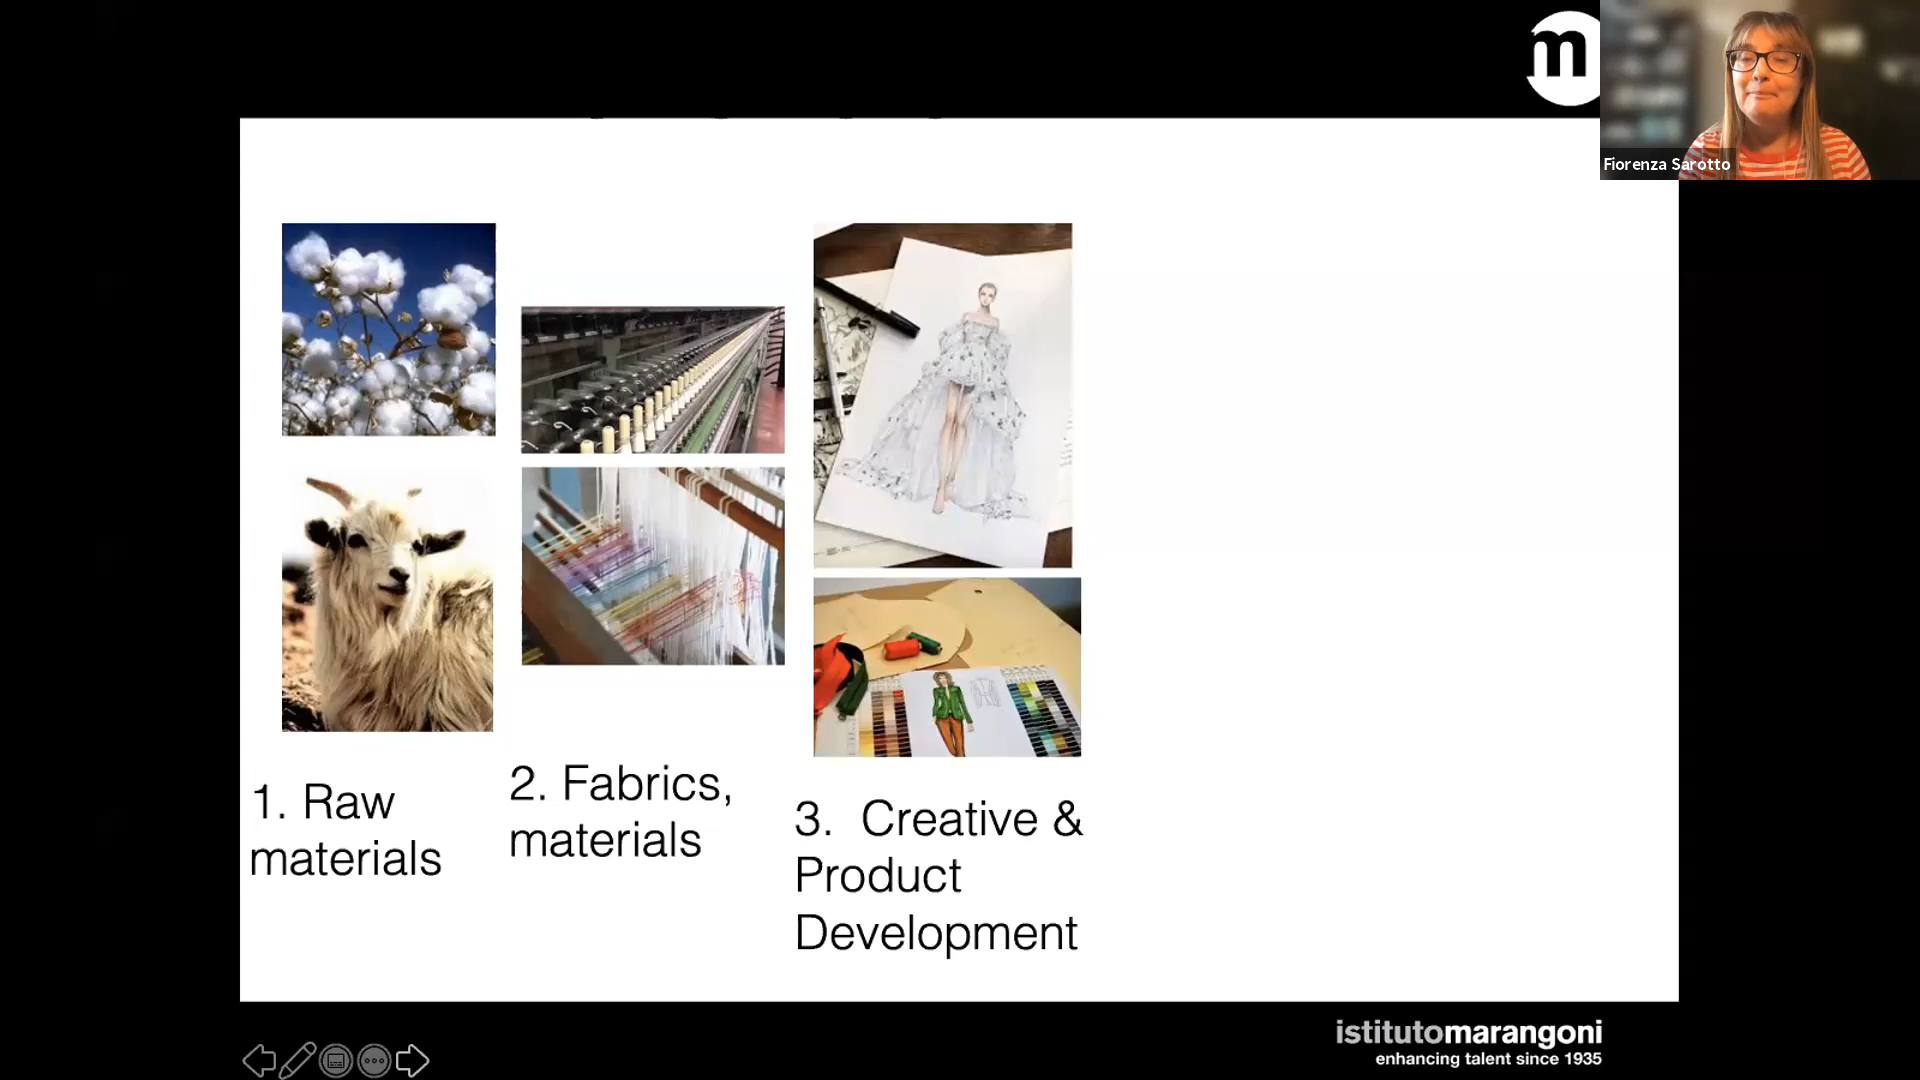 m
Fiorenza Sarotto
1. Raw
materials
2. Fabrics,
materials
3. Creative &
Product
Development
istitutomarangoni
enhancing talent since 1935